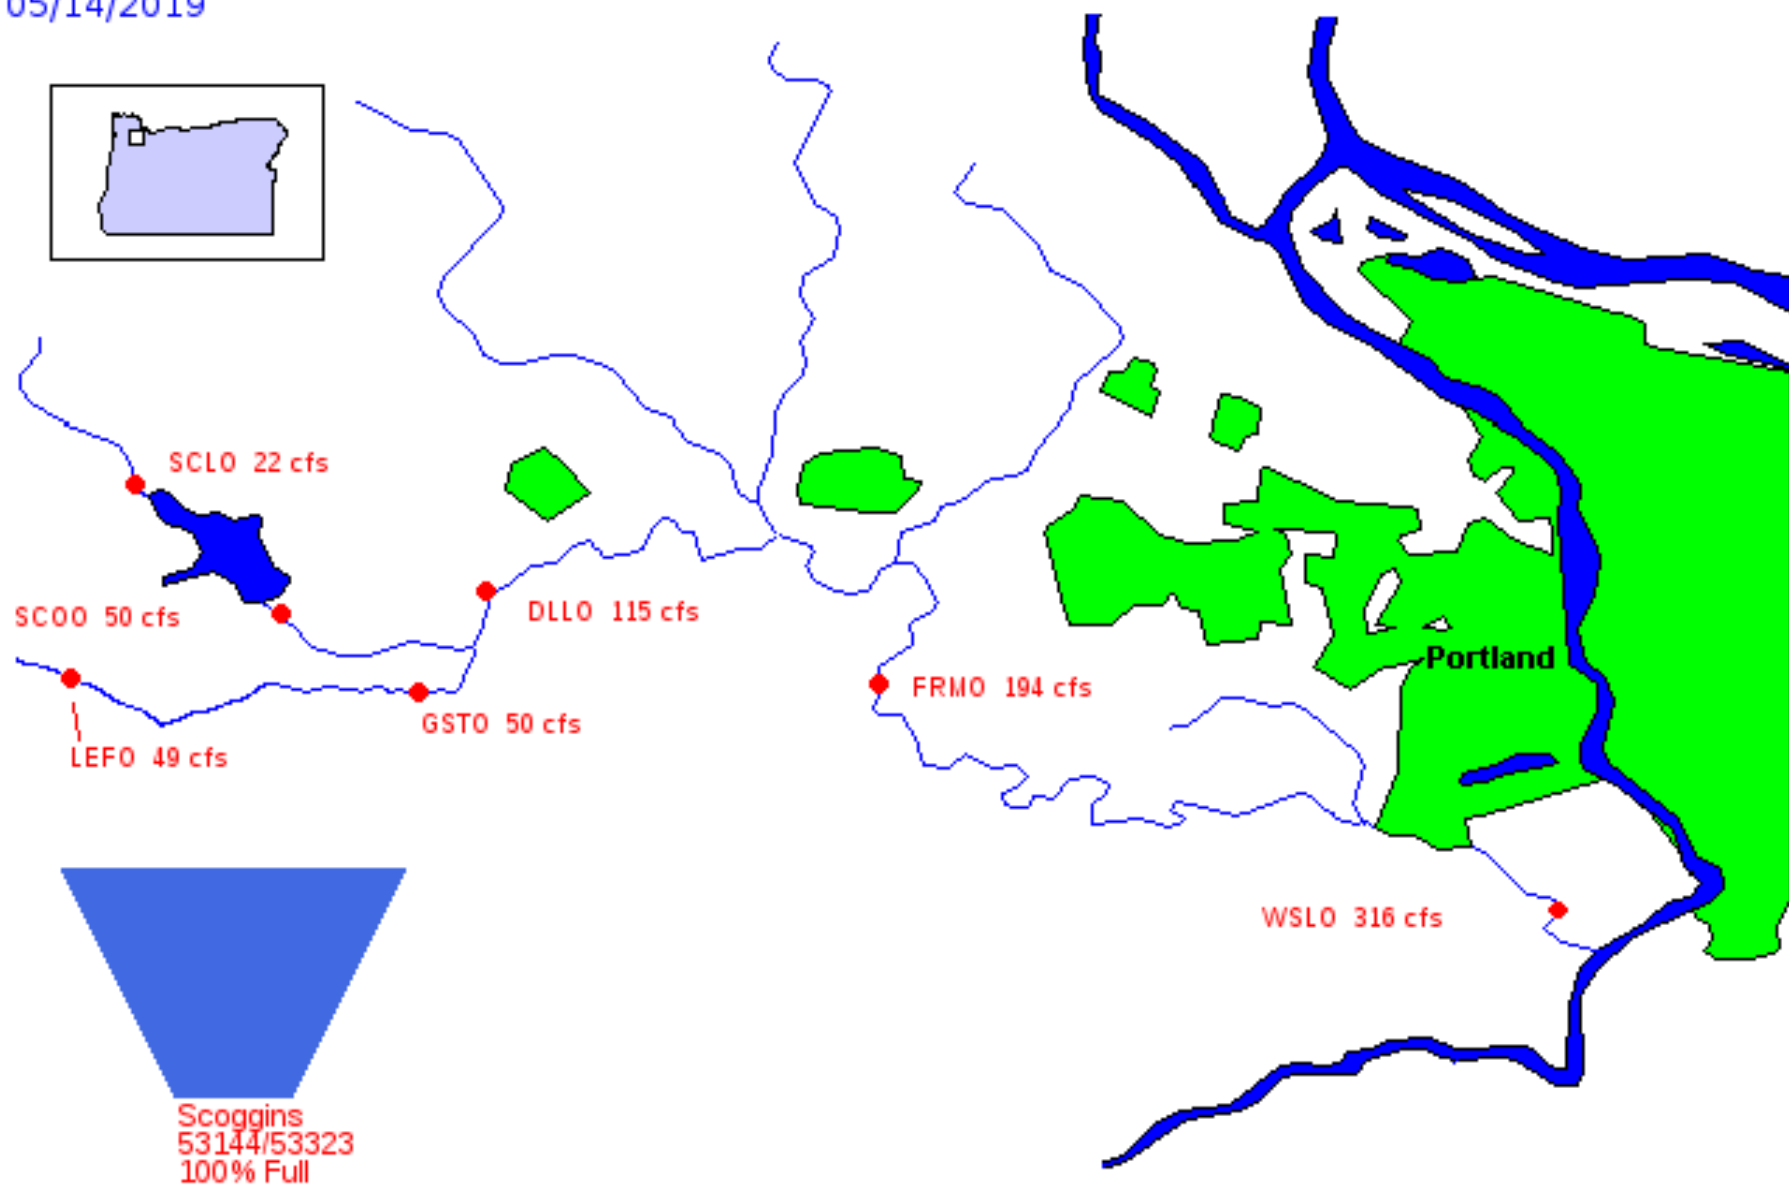 05/14/2019
SCLO 22 cfs
SCOO 50 cfs
DLLO 115 cfs
Portland
FRMO 194 cfs
GSTO 50 cfs
LEFO 49 cfs
WSLO 316 cfs
Scoggins
53144/53323
100% Full